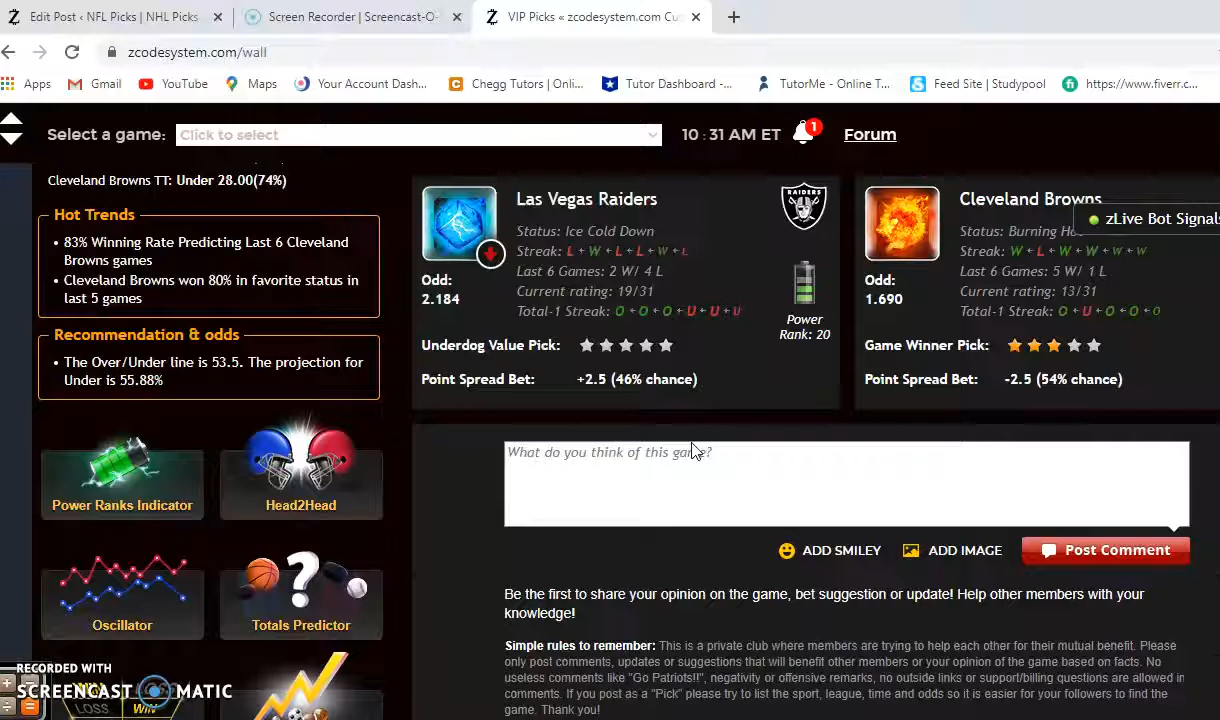 Edit Post ‹ NFL Picks | NHL Picks
Screen Recorder | Screencast-O-
VIP Picks « zcodesystem.com Cu
zcodesystem.com/wall
Apps
Gmail
YouTube
Maps
Your Account Dash...
Chegg Tutors | Onli...
Tutor Dashboard -...
TutorMe - Online T...
Feed Site | Studypool
https://www.fiverr.c...
Select a game:
Click to select
10:31 AM ET
1
Forum
Cleveland Browns TT: Under 28.00(74%)
Hot Trends
83% Winning Rate Predicting Last 6 Cleveland
Browns games
Cleveland Browns won 80% in favorite status in
last 5 games
Recommendation & odds
The Over/Under line is 53.5. The projection for
Under is 55.88%
Power Ranks Indicator
Head2Head
Oscillator
Totals Predictor
Las Vegas Raiders
Status: Ice Cold Down
Streak: L ← W ← L ← L ← W ← L
Last 6 Games: 2 W/ 4 L
Current rating: 19/31
Total-1 Streak: O ← O ← O ← U ← U ← U
Odd:
2.184
RAIDERS
Power
Rank: 20
Underdog Value Pick:
Point Spread Bet: +2.5 (46% chance)
Cleveland Browns
Status: Burning Ho
zLive Bot Signals
Streak: W ← L ← W ← W ← W ← W
Last 6 Games: 5 W/ 1 L
Current rating: 13/31
Total-1 Streak: O ← U ← O ← O ← O
Odd:
1.690
Game Winner Pick:
Point Spread Bet: -2.5 (54% chance)
What do you think of this game?
ADD SMILEY
ADD IMAGE
Post Comment
Be the first to share your opinion on the game, bet suggestion or update! Help other members with your
knowledge!
Simple rules to remember: This is a private club where members are trying to help each other for their mutual benefit. Please
only post comments, updates or suggestions that will benefit other members or your opinion of the game based on facts. No
useless comments like "Go Patriots!!", negativity or offensive remarks, no outside links or support/billing questions are allowed in
comments. If you post as a "Pick" please try to list the sport, league, time and odds so it is easier for your followers to find the
game. Thank you!
RECORDED WITH
SCREENCAST MATIC
LOSS
WIN